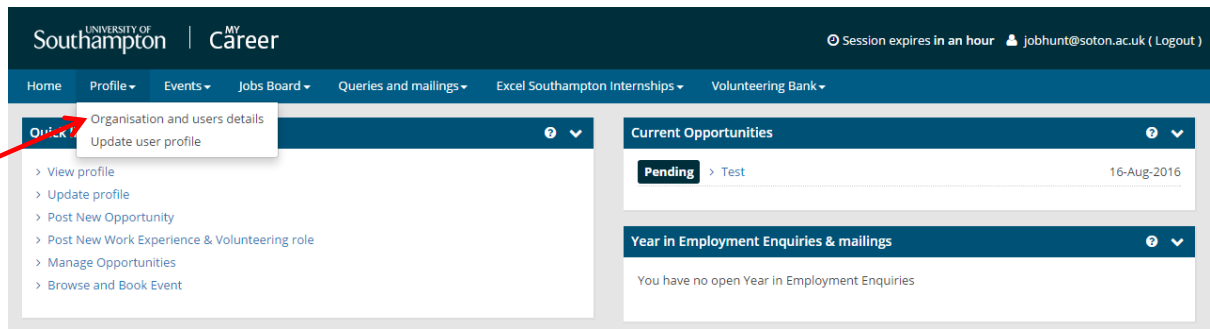 UNIVERSITY OF
Southampton | MY Career
Session expires in an hour jobhunt@soton.ac.uk ( Logout )
Home Profile Events Jobs Board Queries and mailings Excel Southampton Internships Volunteering Bank
Organisation and users details
Update user profile
Quick
View profile
Update profile
Post New Opportunity
Post New Work Experience & Volunteering role
Manage Opportunities
Browse and Book Event
Current Opportunities
Pending Test 16-Aug-2016
Year in Employment Enquiries & mailings
You have no open Year in Employment Enquiries